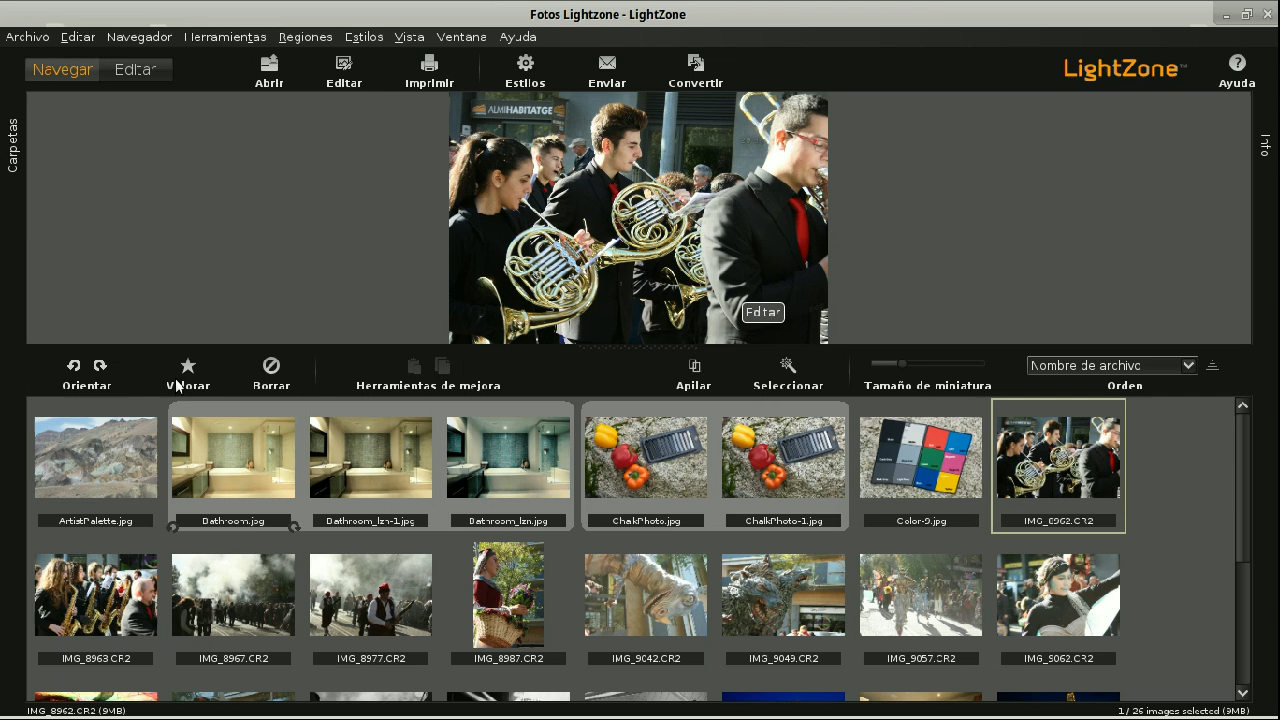 Fotos Lightzone - LightZone
Archivo Editar Navegador Herramientas Regiones Estilos Vista Ventana Ayuda
Navegar Editar Abrir Editar Imprimir Estilos Enviar Convertir LightZone Ayuda
Carpetas
Info
ALMIHABITATGE
Editar
Orientar Valorar Borrar Herramientas de mejora Apilar Seleccionar Tamaño de miniatura Nombre de archivo Orden
ArtistPalette.jpg Bathroom.jpg Bathroom_lzn-1.jpg Bathroom_lzn.jpg ChalkPhoto.jpg ChalkPhoto-1.jpg Color-9.jpg IMG_8962.CR2
IMG_8963.CR2 IMG_8967.CR2 IMG_8977.CR2 IMG_8987.CR2 IMG_9042.CR2 IMG_9049.CR2 IMG_9057.CR2 IMG_9062.CR2
IMG_8962.CR2 (9MB) 1 / 26 images selected (9MB)